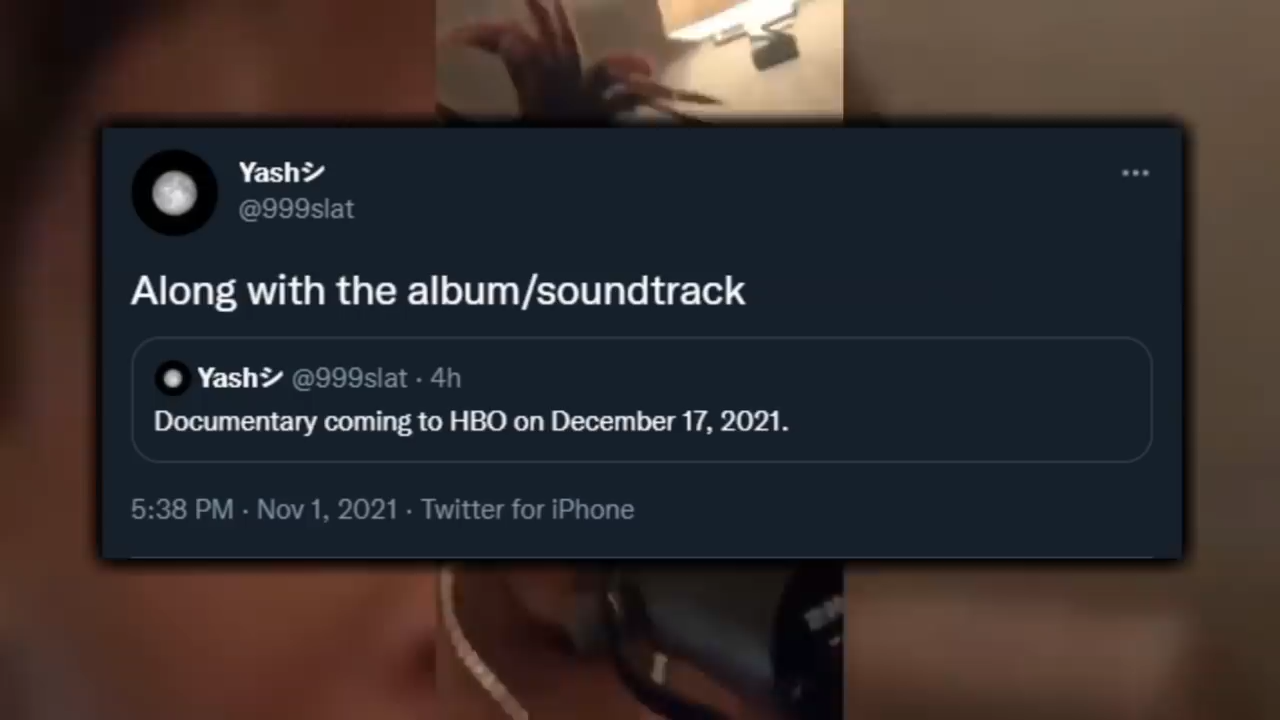 Yashシ
@999slat
Along with the album/soundtrack
Yashシ @999slat · 4h
Documentary coming to HBO on December 17, 2021.
5:38 PM · Nov 1, 2021 · Twitter for iPhone